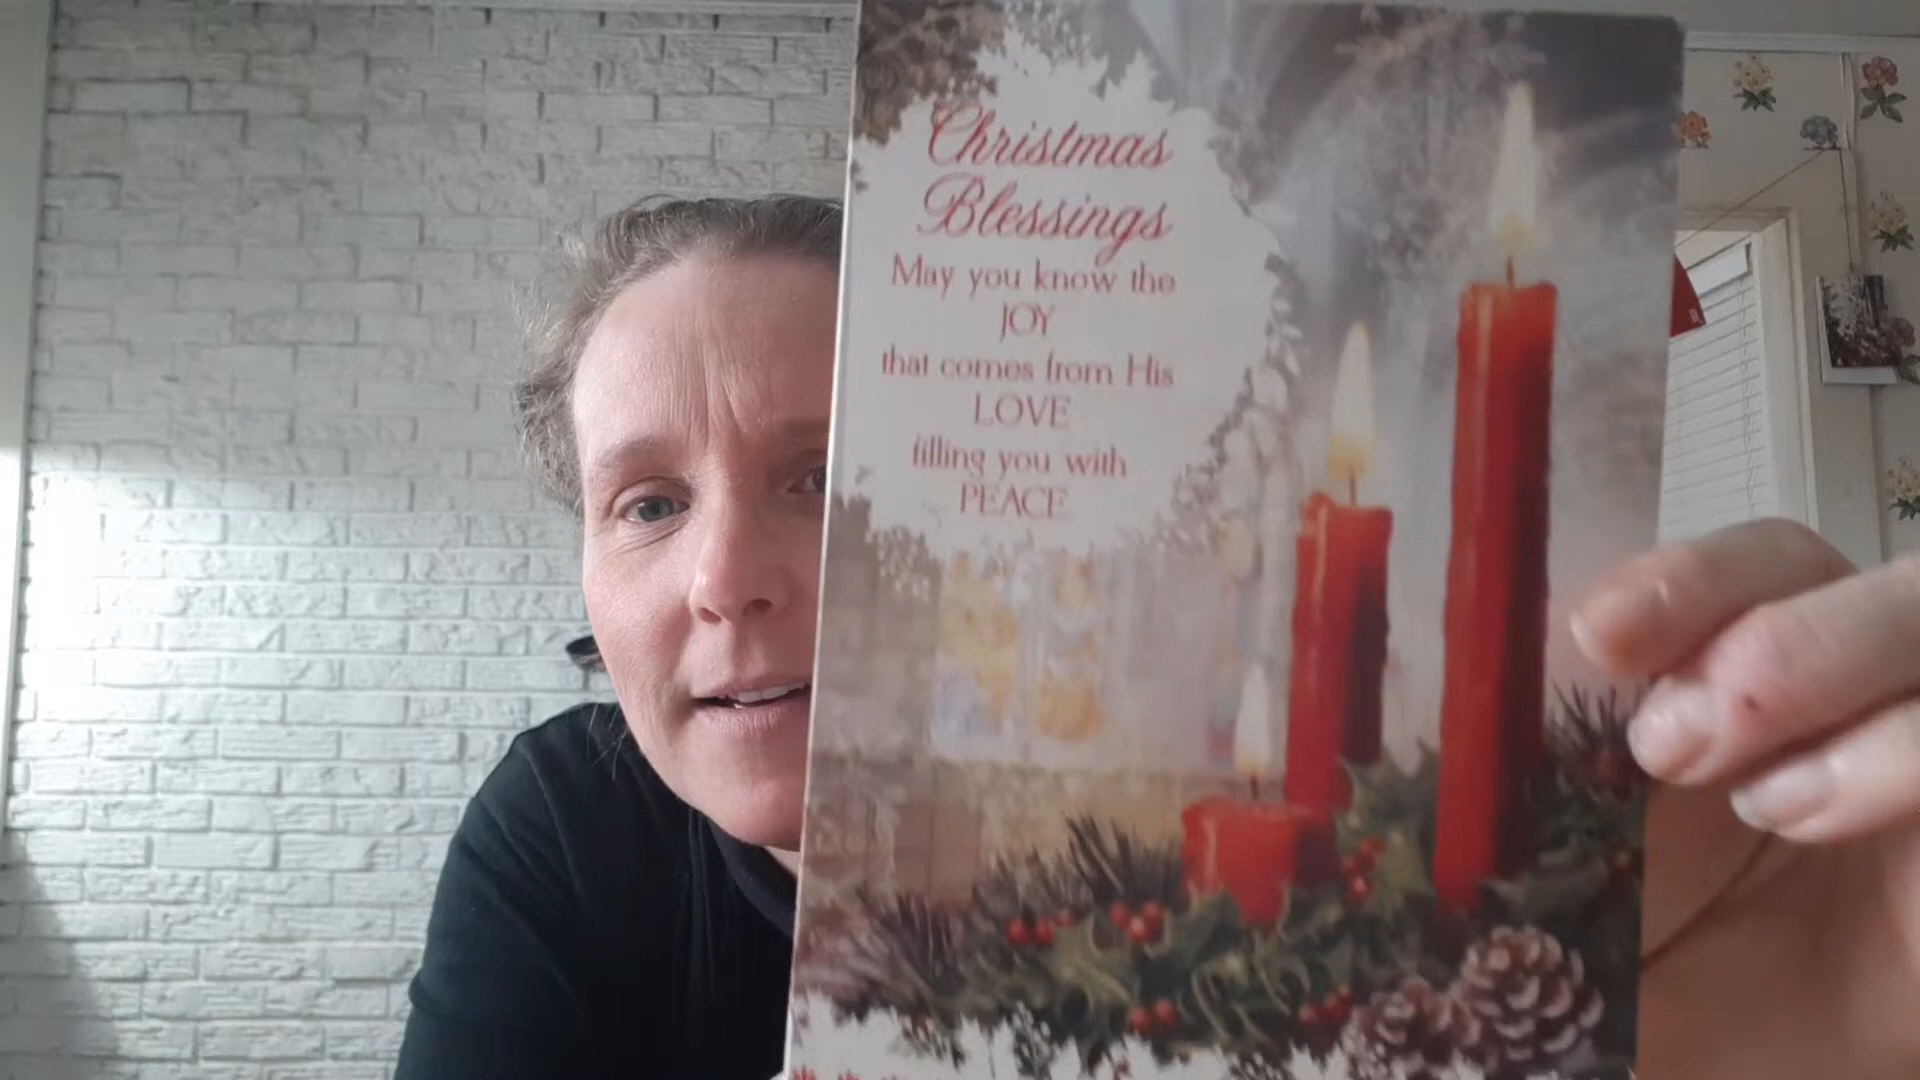 Christmas
Blessings
May you know the
JOY
that comes from His
LOVE
filling you with
PEACE